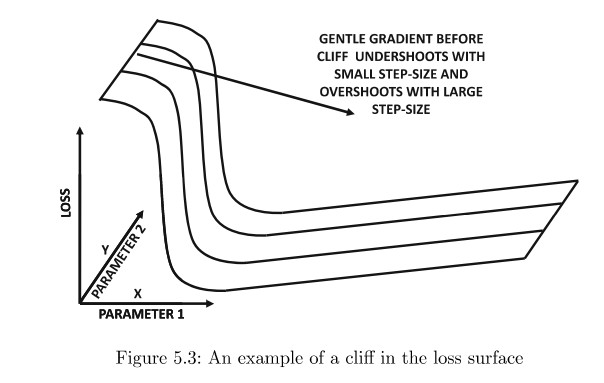 GENTLE GRADIENT BEFORE
CLIFF UNDERSHOOTS WITH
SMALL STEP-SIZE AND
OVERSHOOTS WITH LARGE
STEP-SIZE
LOSS
Y
PARAMETER 2
X
PARAMETER 1
Figure 5.3: An example of a cliff in the loss surface